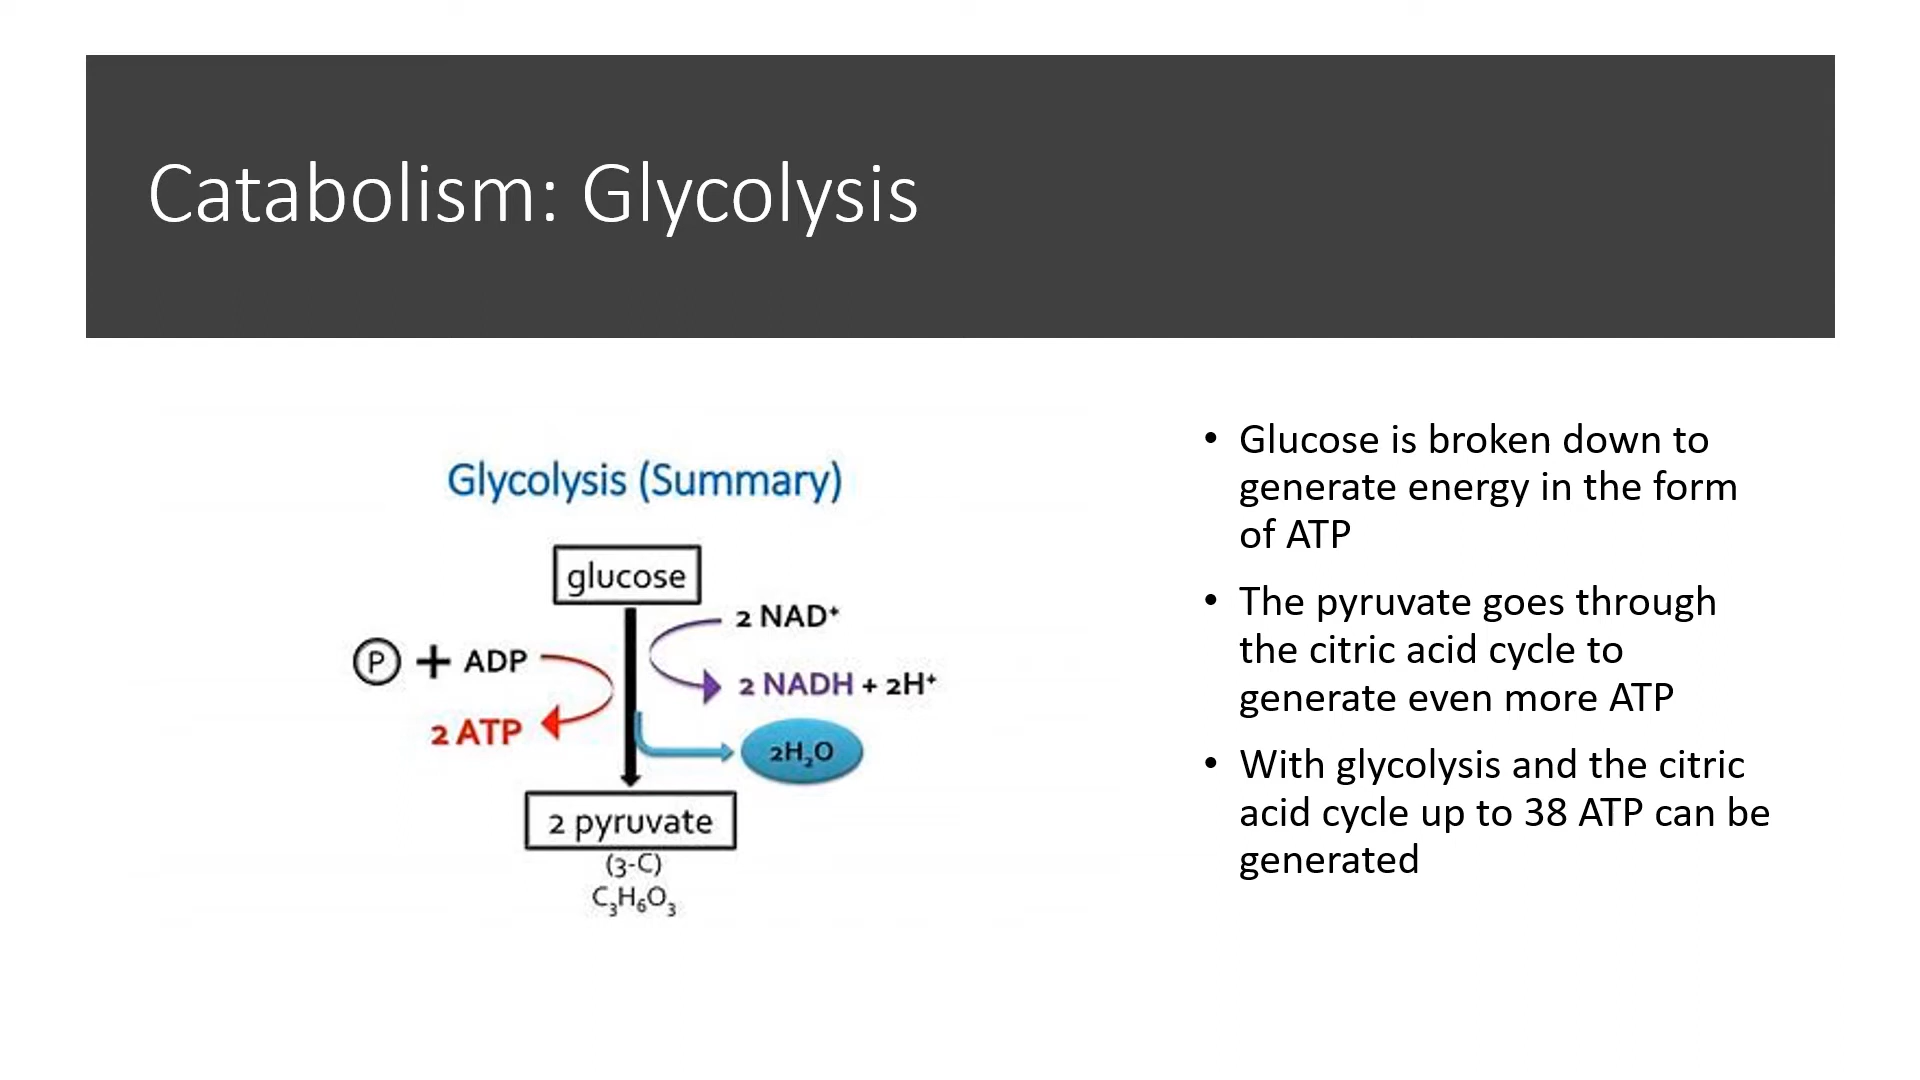 Catabolism: Glycolysis
Glycolysis (Summary)
glucose
2 NAD⁺
P + ADP
2 NADH + 2H⁺
2 ATP
2H₂O
2 pyruvate
(3-C)
C₃H₆O₃
• Glucose is broken down to
generate energy in the form
of ATP
• The pyruvate goes through
the citric acid cycle to
generate even more ATP
• With glycolysis and the citric
acid cycle up to 38 ATP can be
generated